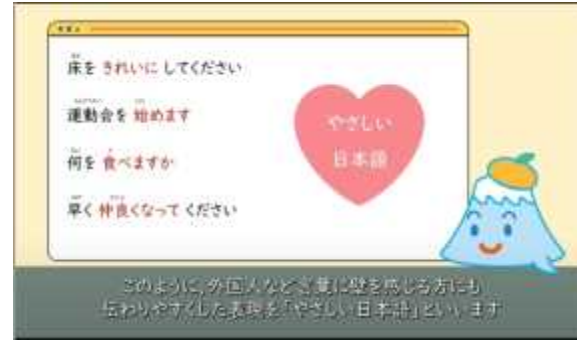 床を きれいに してください
運動会を 始めます
何を 食べますか
早く 仲良くなって ください
やさしい
日本語
このように、外国人など言葉に壁を感じる方にも
伝わりやすくした表現を「やさしい日本語」といいます